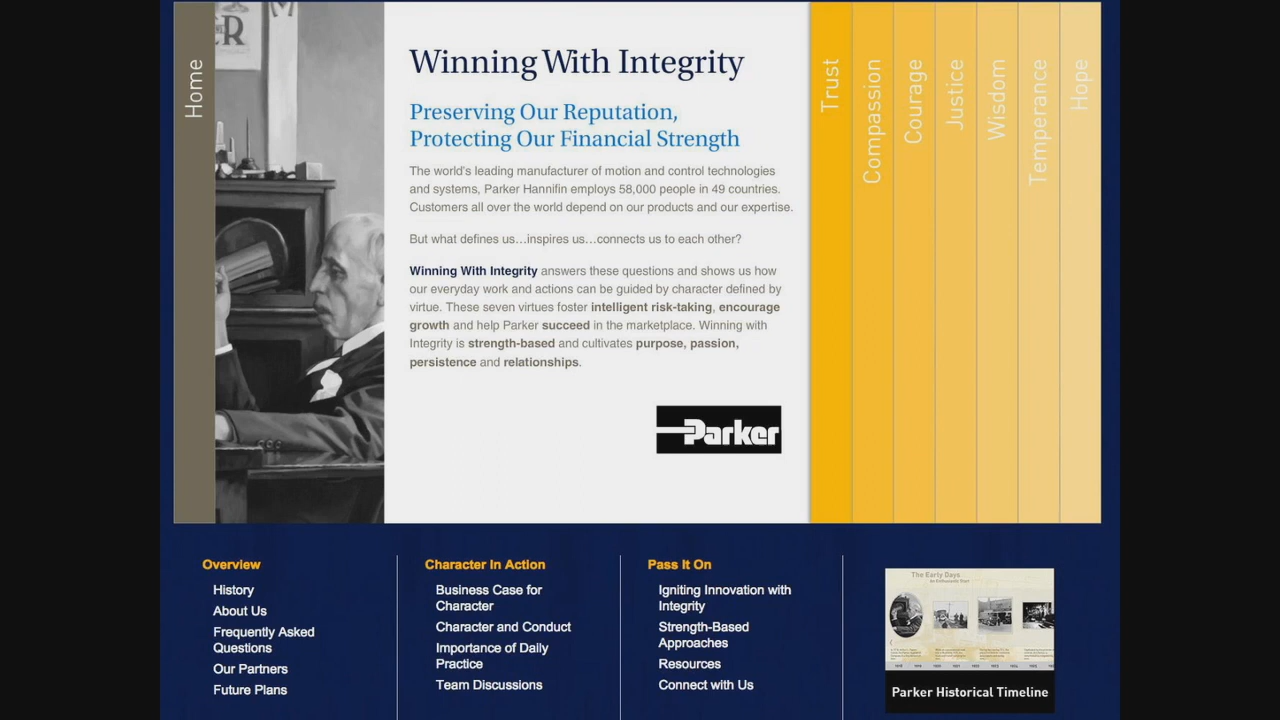 Home
Winning With Integrity
Preserving Our Reputation,
Protecting Our Financial Strength
The world's leading manufacturer of motion and control technologies
and systems, Parker Hannifin employs 58,000 people in 49 countries.
Customers all over the world depend on our products and our expertise.
But what defines us...inspires us...connects us to each other?
Winning With Integrity answers these questions and shows us how
our everyday work and actions can be guided by character defined by
virtue. These seven virtues foster intelligent risk-taking, encourage
growth and help Parker succeed in the marketplace. Winning with
Integrity is strength-based and cultivates purpose, passion,
persistence and relationships.
Parker
Trust
Compassion
Courage
Justice
Wisdom
Temperance
Hope
Overview
History
About Us
Frequently Asked
Questions
Our Partners
Future Plans
Character In Action
Business Case for
Character
Character and Conduct
Importance of Daily
Practice
Team Discussions
Pass It On
Igniting Innovation with
Integrity
Strength-Based
Approaches
Resources
Connect with Us
The Early Days
Parker Historical Timeline